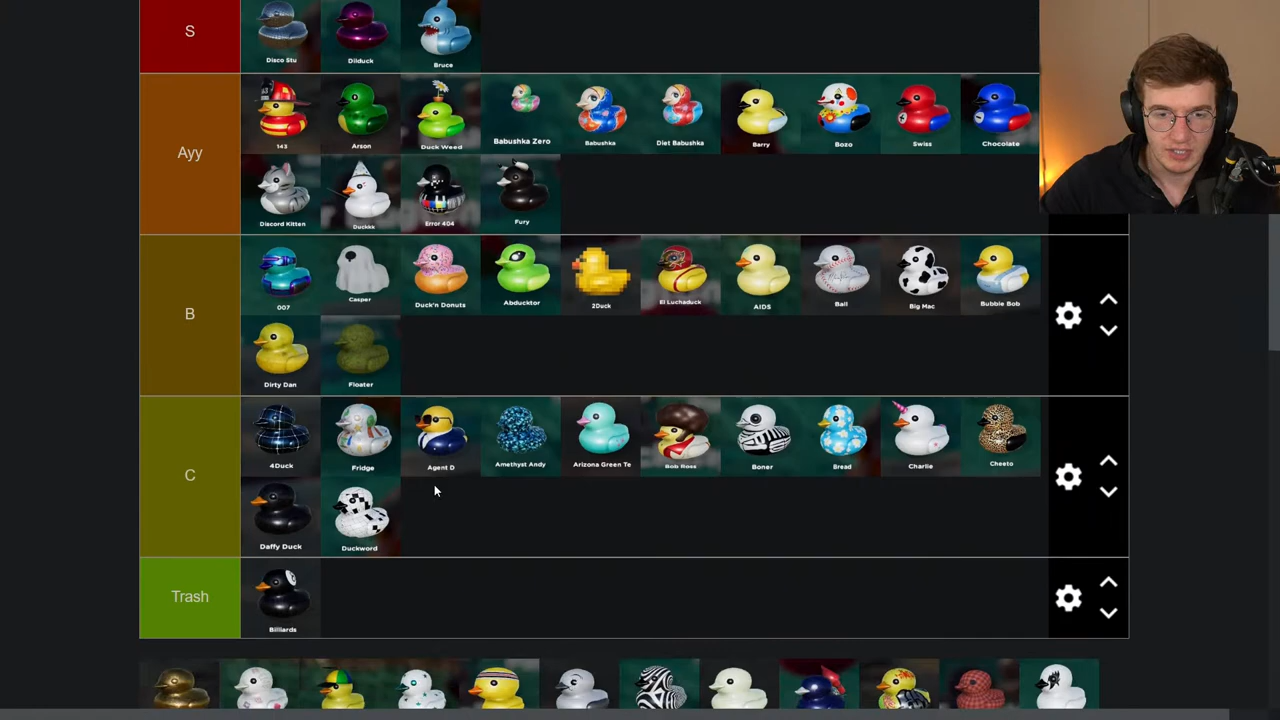 S
Disco Stu
Dilduck
Bruce
Ayy
143
Arson
Duck Weed
Babushka Zero
Babushka
Diet Babushka
Barry
Bozo
Swiss
Chocolate
Discord Kitten
Duckkk
Error 404
Fury
B
007
Casper
Duck'n Donuts
Abducktor
2Duck
El Luchaduck
AIDS
Ball
Big Mac
Bubble Bob
Dirty Dan
Floater
C
4Duck
Fridge
Agent D
Amethyst Andy
Arizona Green Te
Bob Ross
Boner
Bread
Charlie
Cheeto
Daffy Duck
Duckword
Trash
Billiards